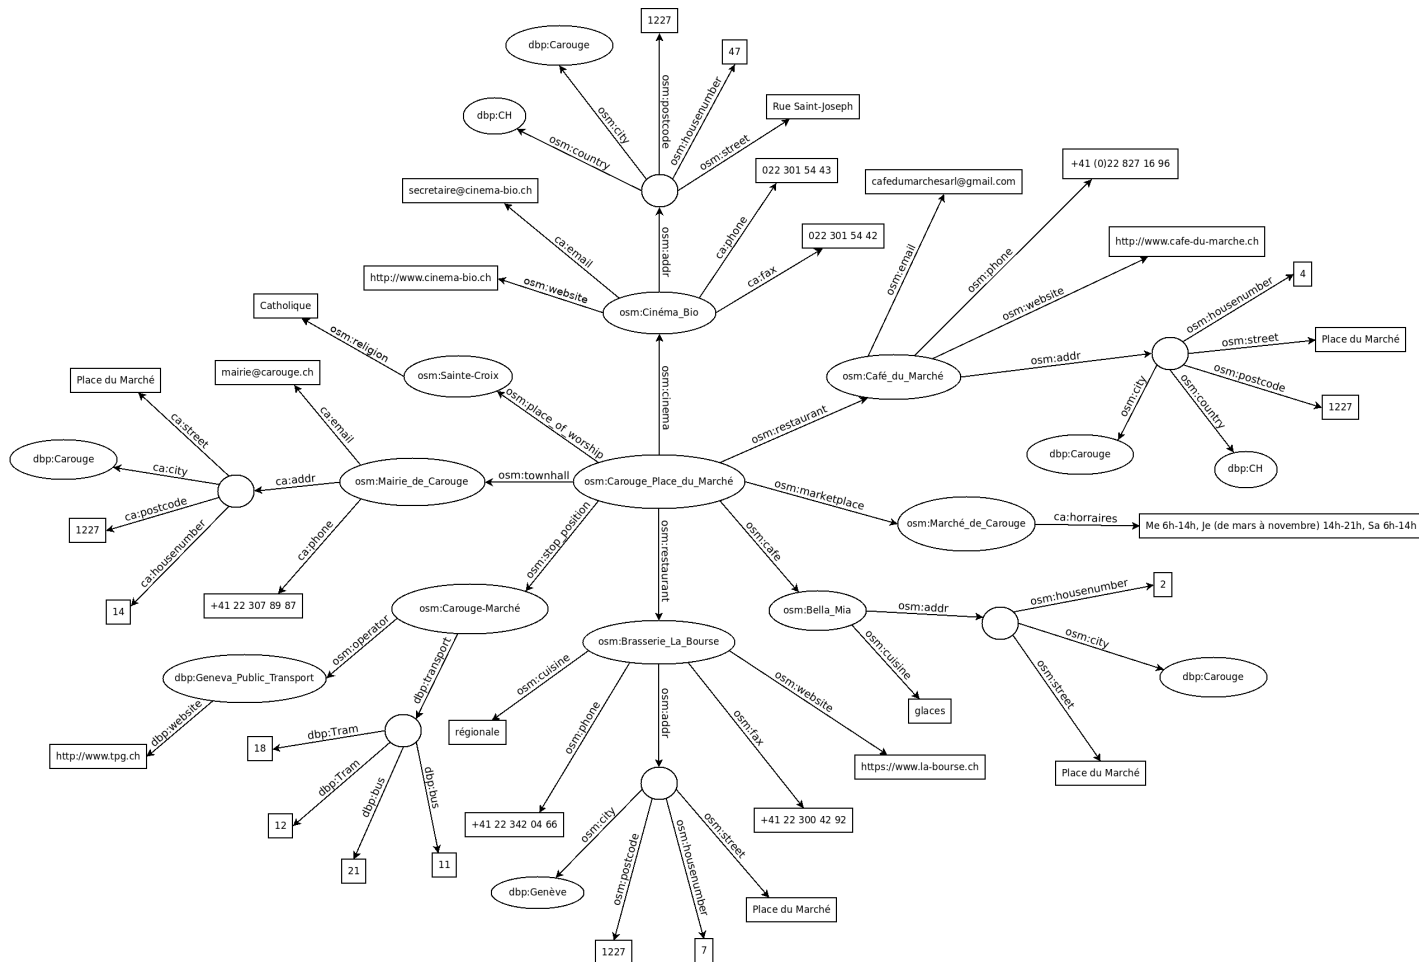 1227
dbp:Carouge
47
osm:postcode
osm:housenumber
Rue Saint-Joseph
dbp:CH
osm:city
osm:country
osm:street
022 301 54 43
+41 (0)22 827 16 96
secretaire@cinema-bio.ch
cafedumarchesarl@gmail.com
ca:email
osm:addr
ca:phone
022 301 54 42
http://www.cinema-bio.ch
osm:website
ca:fax
osm:email
osm:phone
http://www.cafe-du-marche.ch
osm:website
4
Catholique
osm:Cinéma_Bio
osm:housenumber
osm:religion
osm:street
Place du Marché
mairie@carouge.ch
osm:Sainte-Croix
osm:cinema
osm:Café_du_Marché
osm:addr
osm:postcode
Place du Marché
osm:place_of_worship
osm:restaurant
osm:city
osm:country
1227
ca:street
ca:email
dbp:Carouge
ca:city
dbp:Carouge
dbp:CH
osm:Mairie_de_Carouge
ca:addr
osm:townhall
osm:Carouge_Place_du_Marché
osm:marketplace
ca:postcode
1227
ca:housenumber
ca:phone
osm:stop_position
osm:restaurant
osm:cafe
osm:Marché_de_Carouge
ca:horraires
Me 6h-14h, Je (de mars à novembre) 14h-21h, Sa 6h-14h
14
+41 22 307 89 87
osm:Carouge-Marché
osm:Bella_Mia
osm:addr
osm:housenumber
2
osm:operator
dbp:transport
osm:Brasserie_La_Bourse
osm:cuisine
osm:city
dbp:Geneva_Public_Transport
dbp:Carouge
osm:street
dbp:website
osm:cuisine
osm:phone
osm:addr
osm:fax
osm:website
glaces
http://www.tpg.ch
18
dbp:Tram
régionale
https://www.la-bourse.ch
Place du Marché
dbp:Tram
dbp:bus
dbp:bus
12
+41 22 342 04 66
+41 22 300 42 92
21
11
osm:city
osm:postcode
osm:housenumber
osm:street
dbp:Genève
Place du Marché
1227
7